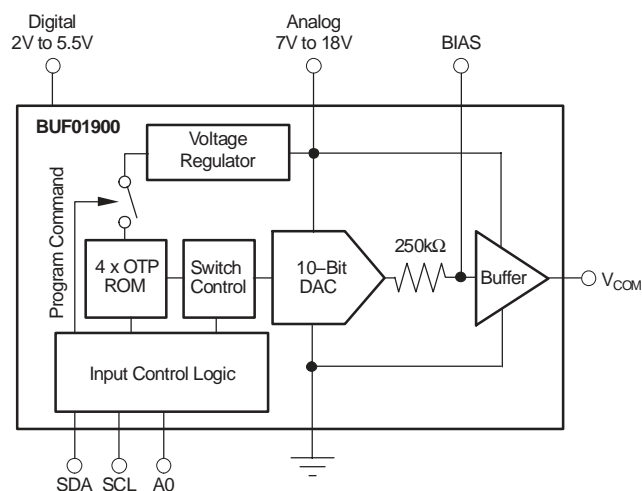 Digital
2V to 5.5V
Analog
7V to 18V
BIAS
BUF01900
Voltage
Regulator
Program Command
4 x OTP
ROM
Switch
Control
10–Bit
DAC
250kΩ
Buffer
VCOM
Input Control Logic
SDA
SCL
A0